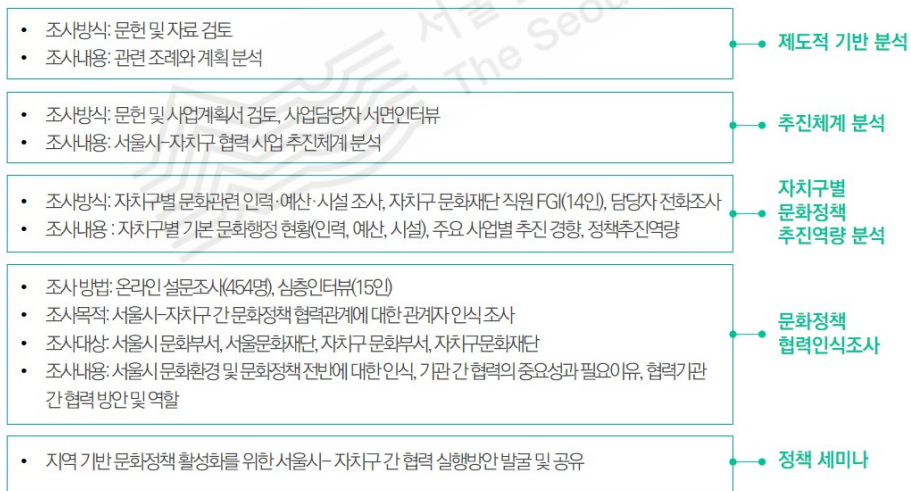 • 조사방식: 문헌 및 자료 검토
• 조사내용: 관련 조례와 계획 분석
제도적 기반 분석
• 조사방식: 문헌 및 사업계획서 검토, 사업담당자 서면인터뷰
• 조사내용: 서울시-자치구 협력 사업 추진체계 분석
추진체계 분석
• 조사방식: 자치구별 문화관련 인력·예산·시설 조사, 자치구 문화재단 직원 FGI(14인), 담당자 전화조사
• 조사내용 : 자치구별 기본 문화행정 현황(인력, 예산, 시설), 주요 사업별 추진 경향, 정책추진역량
자치구별
문화정책
추진역량 분석
• 조사 방법: 온라인 설문조사(454명), 심층인터뷰(15인)
• 조사목적: 서울시-자치구 간 문화정책 협력관계에 대한 관계자 인식 조사
• 조사대상: 서울시 문화부서, 서울문화재단, 자치구 문화부서, 자치구문화재단
• 조사내용: 서울시 문화환경 및 문화정책 전반에 대한 인식, 기관 간 협력의 중요성과 필요이유, 협력기관
간 협력 방안 및 역할
문화정책
협력인식조사
• 지역 기반 문화정책 활성화를 위한 서울시- 자치구 간 협력 실행방안 발굴 및 공유
정책 세미나
서울
The Seou